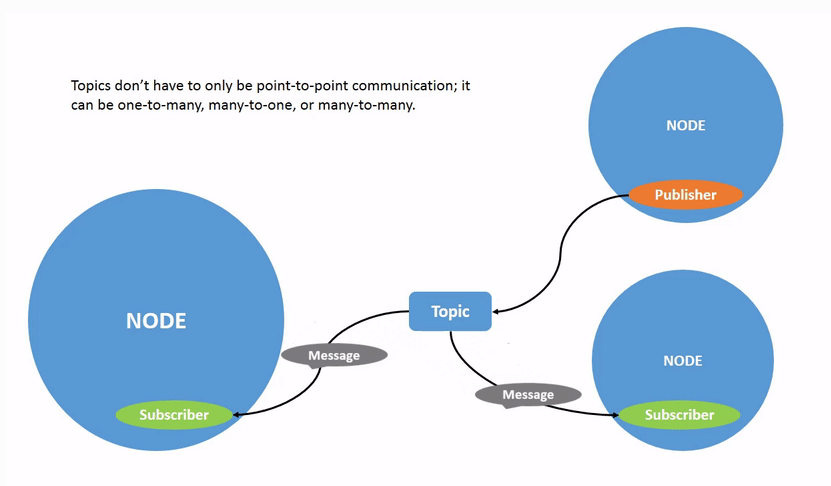 Topics don't have to only be point-to-point communication; it
can be one-to-many, many-to-one, or many-to-many.
NODE
Publisher
NODE
Topic
Message
Subscriber
NODE
Message
Subscriber